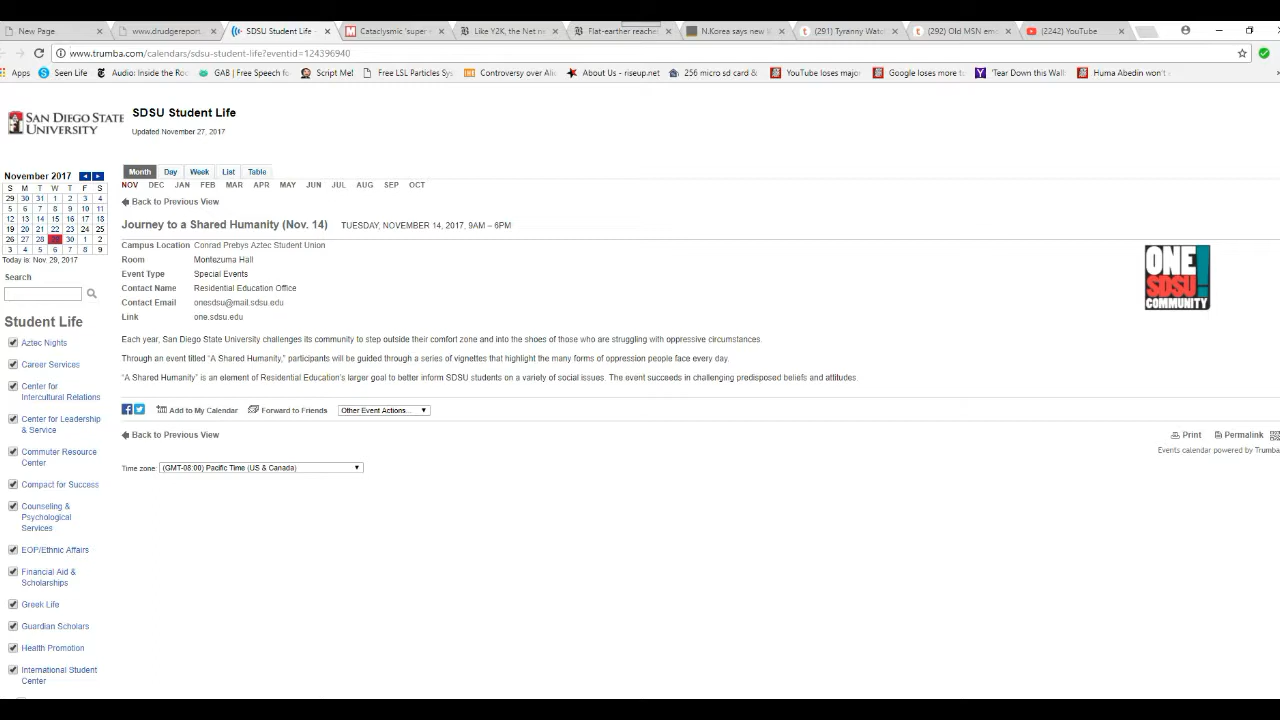 New Page
www.drudgereport.
SDSU Student Life -
Cataclysmic 'super v
Like Y2K, the Net ne
Flat-earther reaches
N.Korea says new I
(291) Tyranny Watc
(292) Old MSN emo
(2242) YouTube
www.trumba.com/calendars/sdsu-student-life?eventid=124396940
Apps
Seen Life
Audio: Inside the Roc
GAB | Free Speech fo
Script Me!
Free LSL Particles Sys
Controversy over Alie
About Us - riseup.net
256 micro sd card &
YouTube loses major
Google loses more t
'Tear Down this Wall
Huma Abedin won't
SAN DIEGO STATE
UNIVERSITY
SDSU Student Life
Updated November 27, 2017
November 2017
S M T W T F S
29 30 31 1 2 3 4
5 6 7 8 9 10 11
12 13 14 15 16 17 18
19 20 21 22 23 24 25
26 27 28 29 30 1 2
3 4 5 6 7 8 9
Today is: Nov. 29, 2017
Search
Student Life
Aztec Nights
Career Services
Center for
Intercultural Relations
Center for Leadership
& Service
Commuter Resource
Center
Compact for Success
Counseling &
Psychological
Services
EOP/Ethnic Affairs
Financial Aid &
Scholarships
Greek Life
Guardian Scholars
Health Promotion
International Student
Center
Month Day Week List Table
NOV DEC JAN FEB MAR APR MAY JUN JUL AUG SEP OCT
Back to Previous View
Journey to a Shared Humanity (Nov. 14) TUESDAY, NOVEMBER 14, 2017, 9AM – 6PM
Campus Location Conrad Prebys Aztec Student Union
Room Montezuma Hall
Event Type Special Events
Contact Name Residential Education Office
Contact Email onesdsu@mail.sdsu.edu
Link one.sdsu.edu
ONE
SDSU
COMMUNITY
Each year, San Diego State University challenges its community to step outside their comfort zone and into the shoes of those who are struggling with oppressive circumstances.
Through an event titled “A Shared Humanity,” participants will be guided through a series of vignettes that highlight the many forms of oppression people face every day.
“A Shared Humanity” is an element of Residential Education's larger goal to better inform SDSU students on a variety of social issues. The event succeeds in challenging predisposed beliefs and attitudes.
Add to My Calendar Forward to Friends Other Event Actions...
Back to Previous View
Print Permalink
Events calendar powered by Trumba
Time zone: (GMT-08:00) Pacific Time (US & Canada)